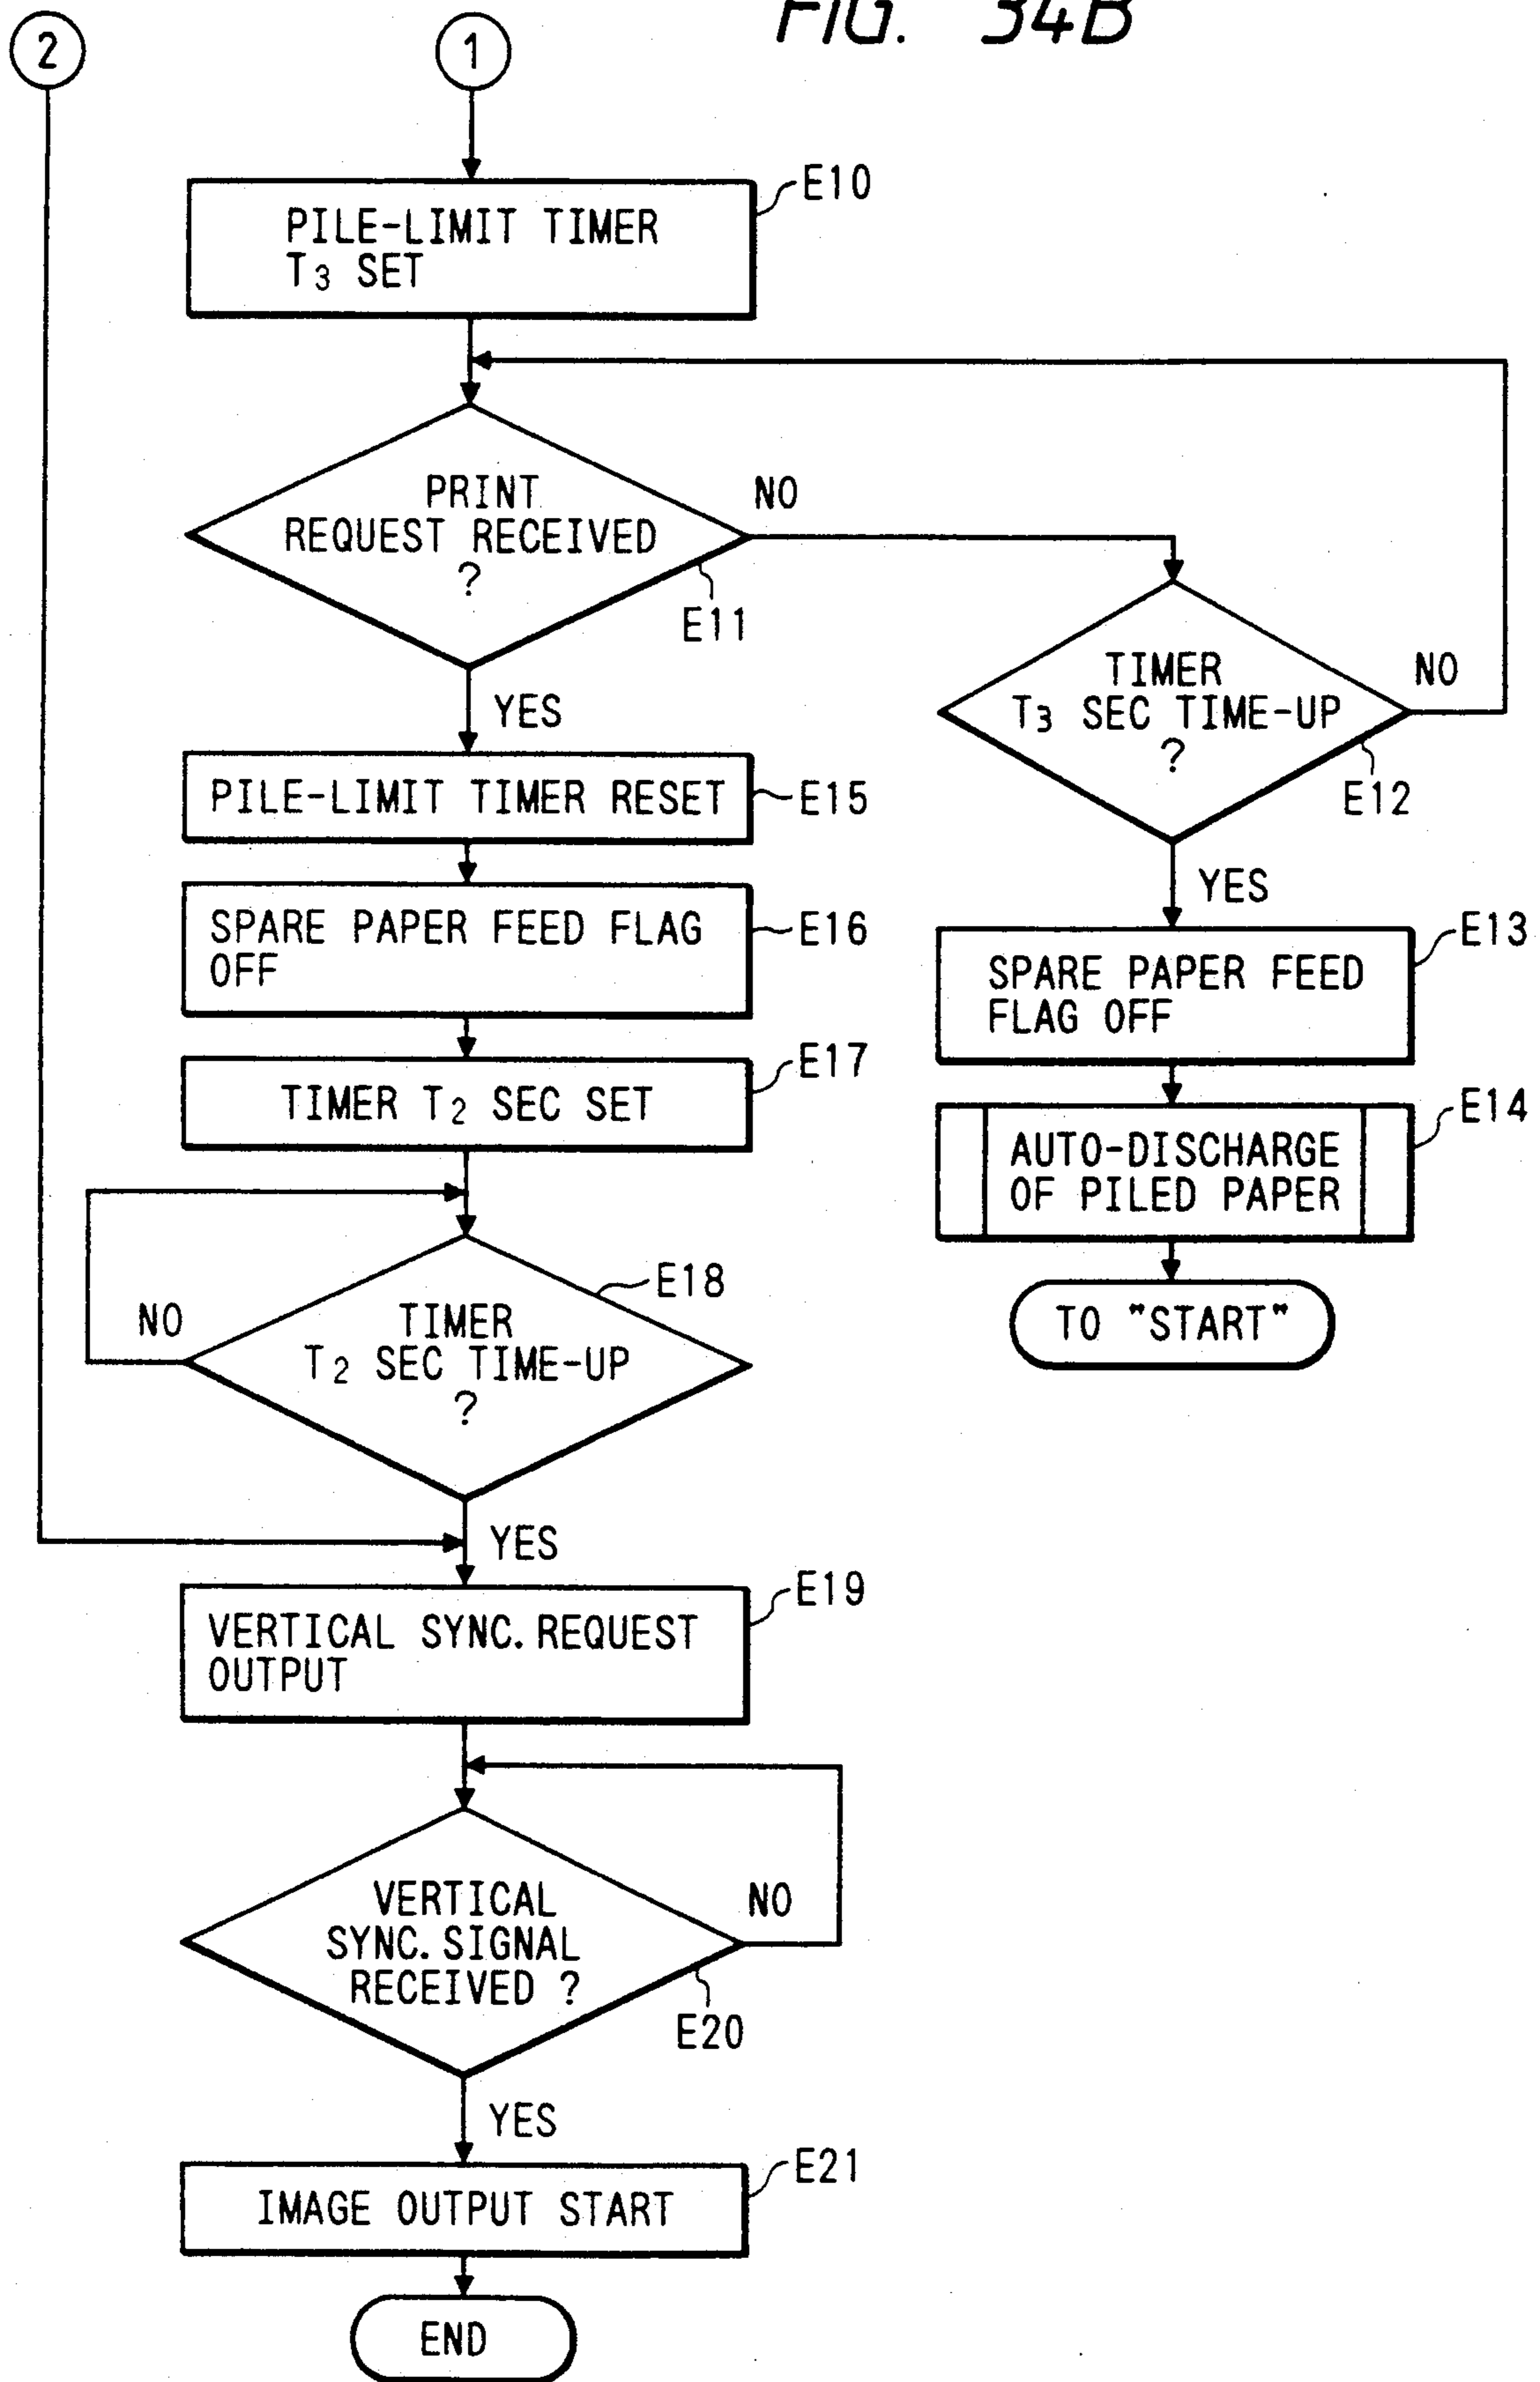 FIG. 34B
2
1
E10
PILE-LIMIT TIMER
T3 SET
PRINT
REQUEST RECEIVED
?
NO
E11
YES
TIMER
T3 SEC TIME-UP
?
NO
E12
YES
PILE-LIMIT TIMER RESET
E15
SPARE PAPER FEED FLAG
OFF
E16
E13
SPARE PAPER FEED
FLAG OFF
E17
TIMER T2 SEC SET
E14
AUTO-DISCHARGE
OF PILED PAPER
TO "START"
E18
NO
TIMER
T2 SEC TIME-UP
?
YES
E19
VERTICAL SYNC. REQUEST
OUTPUT
VERTICAL
SYNC. SIGNAL
RECEIVED ?
NO
E20
YES
E21
IMAGE OUTPUT START
END